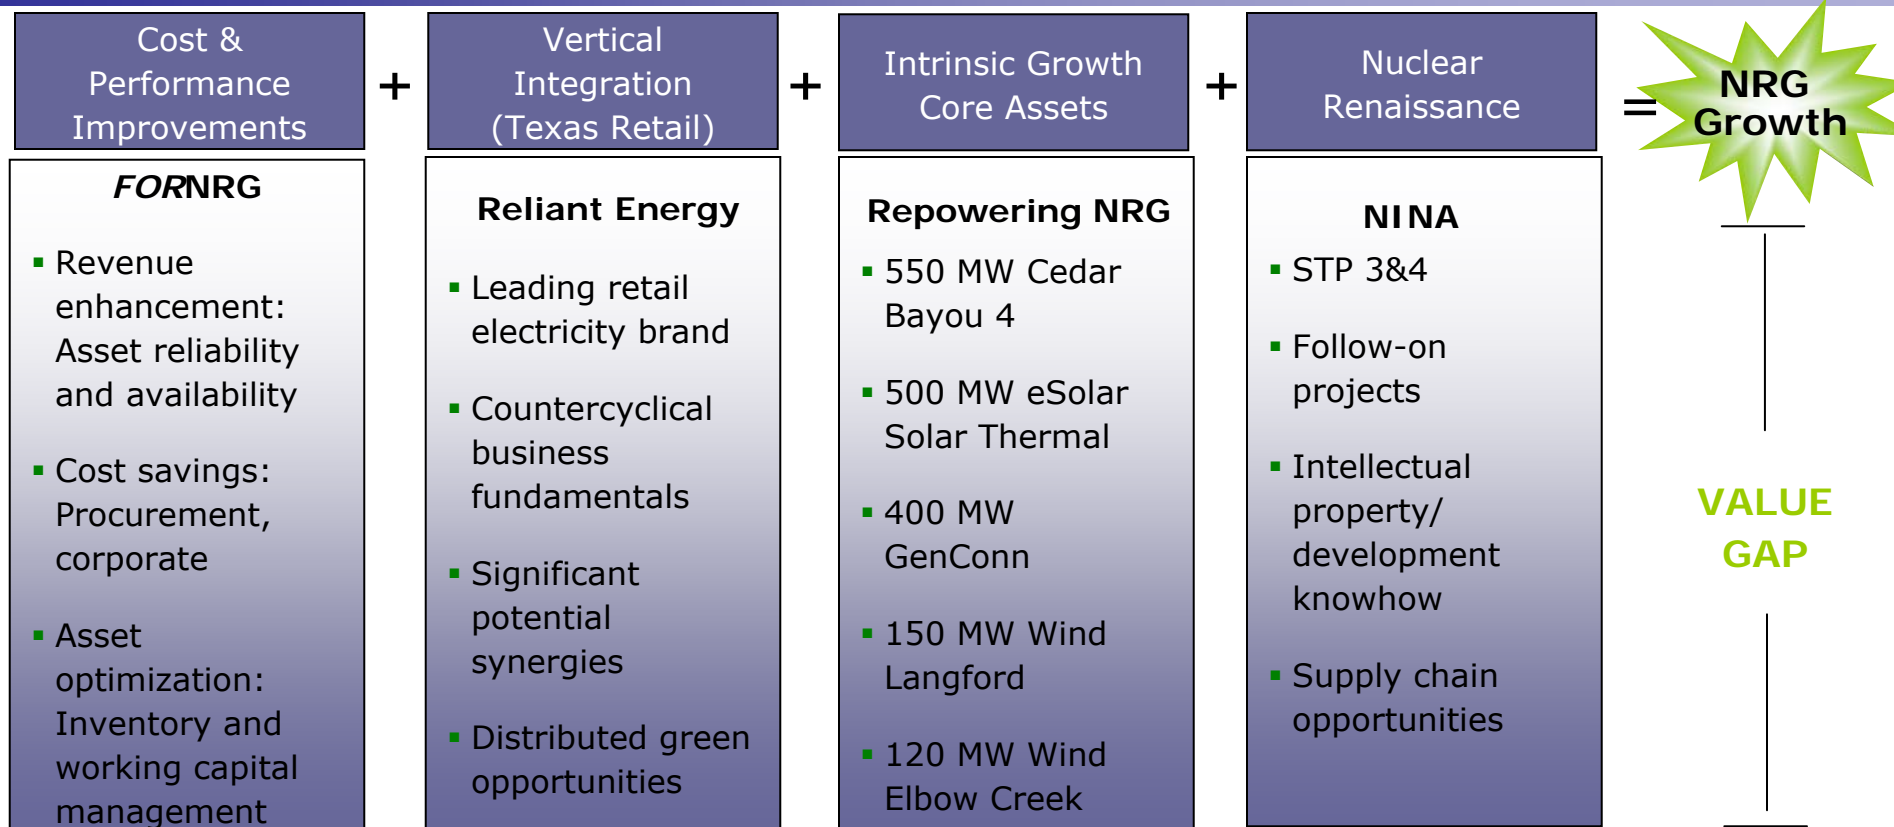 Cost &
Performance
Improvements
+
Vertical
Integration
(Texas Retail)
+
Intrinsic Growth
Core Assets
+
Nuclear
Renaissance
=
NRG
Growth
FORNRG
▪ Revenue
enhancement:
Asset reliability
and availability
▪ Cost savings:
Procurement,
corporate
▪ Asset
optimization:
Inventory and
working capital
management
Reliant Energy
▪ Leading retail
electricity brand
▪ Countercyclical
business
fundamentals
▪ Significant
potential
synergies
▪ Distributed green
opportunities
Repowering NRG
▪ 550 MW Cedar
Bayou 4
▪ 500 MW eSolar
Solar Thermal
▪ 400 MW
GenConn
▪ 150 MW Wind
Langford
▪ 120 MW Wind
Elbow Creek
NINA
▪ STP 3&4
▪ Follow-on
projects
▪ Intellectual
property/
development
knowhow
▪ Supply chain
opportunities
VALUE
GAP